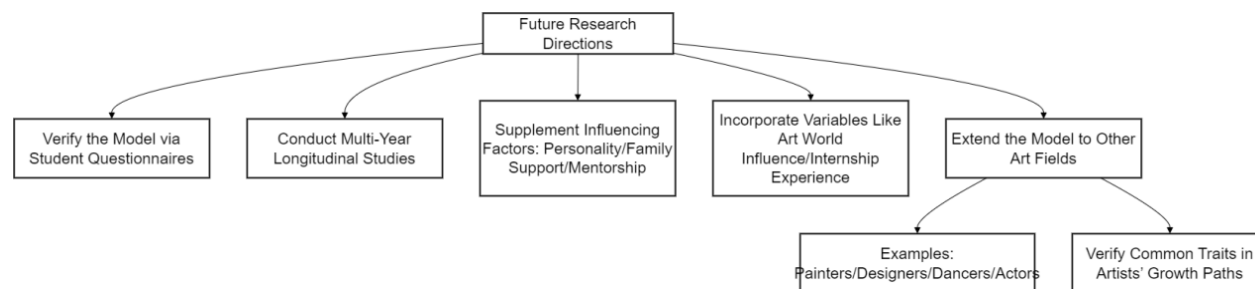 Future Research
Directions
Verify the Model via
Student Questionnaires
Conduct Multi-Year
Longitudinal Studies
Supplement Influencing
Factors: Personality/Family
Support/Mentorship
Incorporate Variables Like
Art World
Influence/Internship
Experience
Extend the Model to Other
Art Fields
Examples:
Painters/Designers/Dancers/Actors
Verify Common Traits in
Artists’ Growth Paths